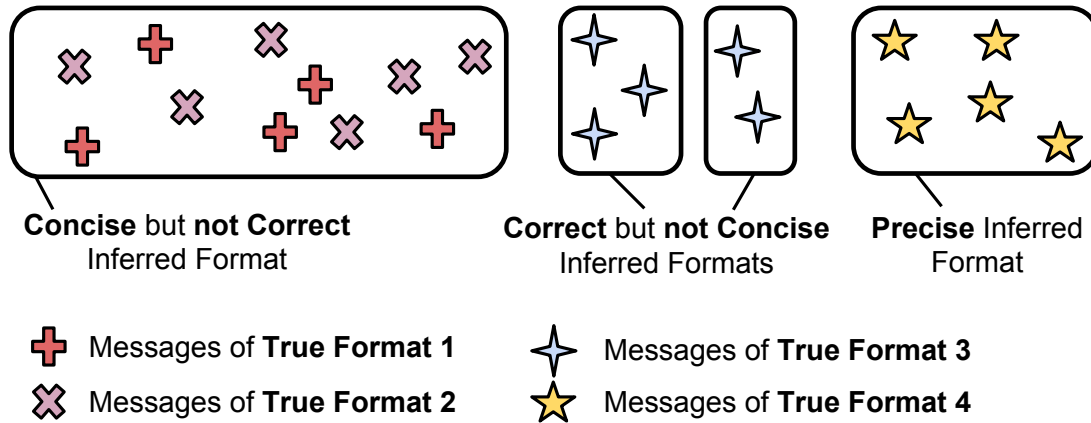 Concise but not Correct
Inferred Format
Correct but not Concise
Inferred Formats
Precise Inferred
Format
Messages of True Format 1
Messages of True Format 3
Messages of True Format 2
Messages of True Format 4